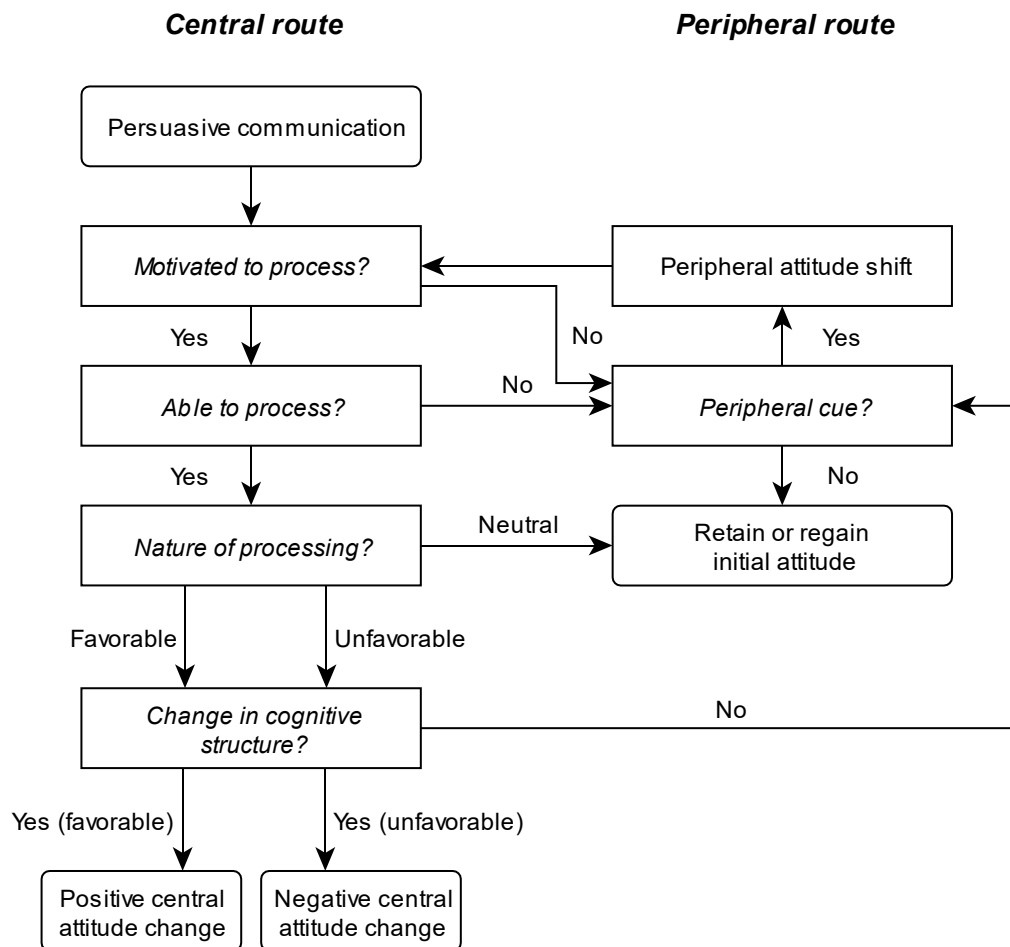 Central route
Peripheral route
Persuasive communication
Motivated to process?
Peripheral attitude shift
No
Yes
Yes
Able to process?
No
Peripheral cue?
Yes
No
Nature of processing?
Neutral
Retain or regain
initial attitude
Favorable
Unfavorable
Change in cognitive
structure?
No
Yes (favorable)
Yes (unfavorable)
Positive central
attitude change
Negative central
attitude change